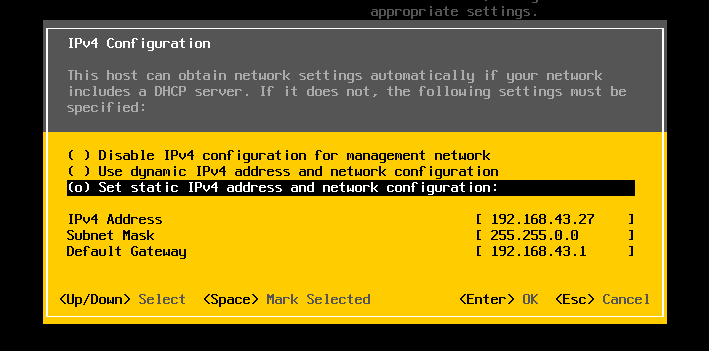 appropriate settings.
IPv4 Configuration
This host can obtain network settings automatically if your network
includes a DHCP server. If it does not, the following settings must be
specified:
( ) Disable IPv4 configuration for management network
( ) Use dynamic IPv4 address and network configuration
(o) Set static IPv4 address and network configuration:
IPv4 Address [ 192.168.43.27 ]
Subnet Mask [ 255.255.0.0 ]
Default Gateway [ 192.168.43.1 ]
<Up/Down> Select <Space> Mark Selected <Enter> OK <Esc> Cancel